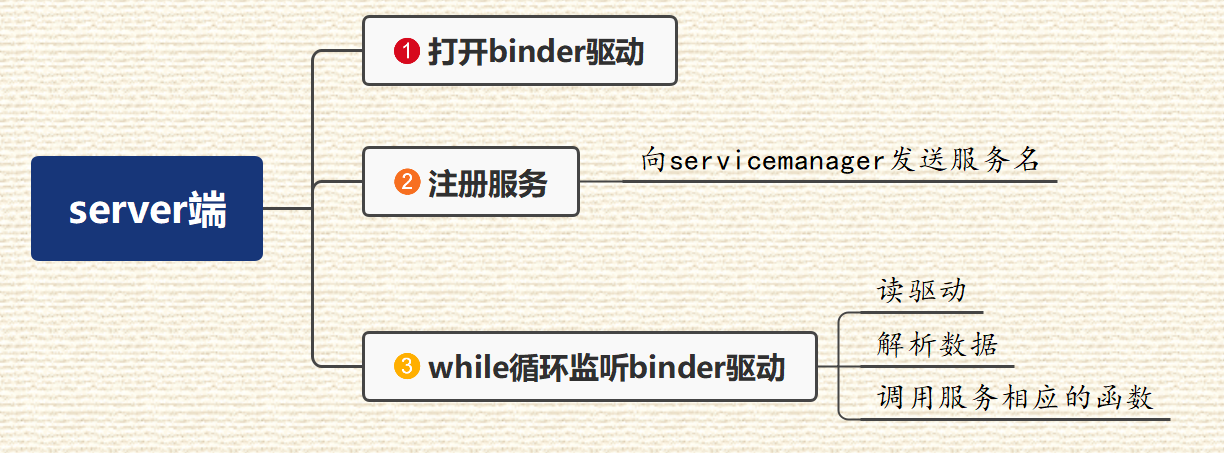 server端
1 打开binder驱动
2 注册服务
向servicemanager发送服务名
3 while循环监听binder驱动
读驱动
解析数据
调用服务相应的函数